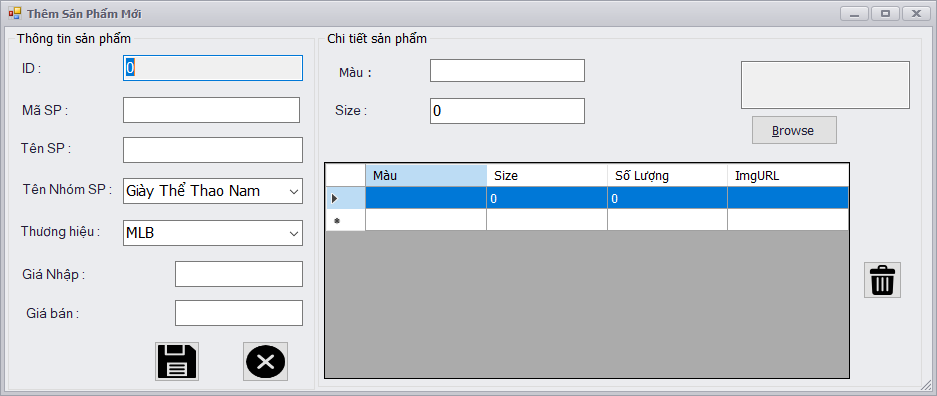 Thêm Sản Phẩm Mới
Thông tin sản phẩm
ID :
0
Mã SP :
Tên SP :
Tên Nhóm SP :
Giày Thể Thao Nam
Thương hiệu :
MLB
Giá Nhập :
Giá bán :
Chi tiết sản phẩm
Màu :
Size :
0
Browse
Màu Size Số Lượng ImgURL
0 0